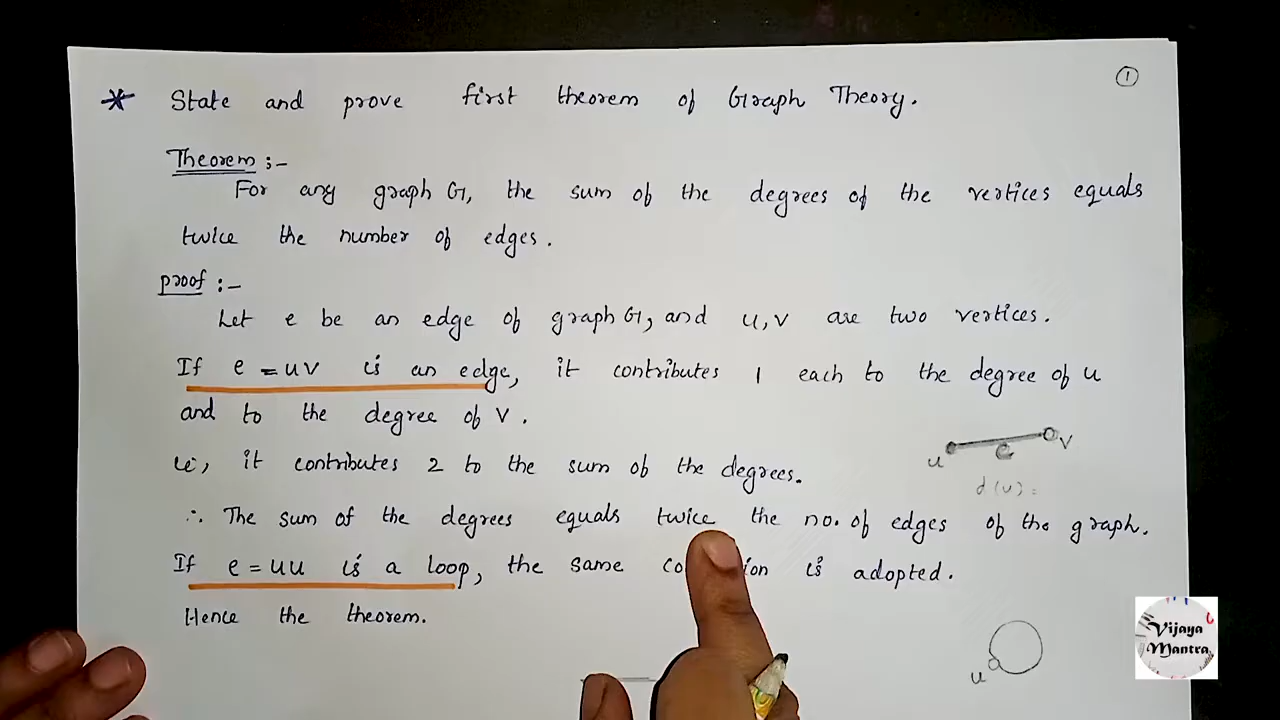 ①
* State and prove first theorem of Graph Theory.
Theorem :-
For any graph G, the sum of the degrees of the vertices equals
twice the number of edges.
proof :-
Let e be an edge of graph G, and u,v are two vertices.
If e = uv is an edge, it contributes 1 each to the degree of u
and to the degree of v.
ie, it contributes 2 to the sum of the degrees.
u e v
d(u) =
∴ The sum of the degrees equals twice the no. of edges of the graph.
If e = uu is a loop, the same is adopted.
Hence the theorem.
u
Vijaya
Mantra